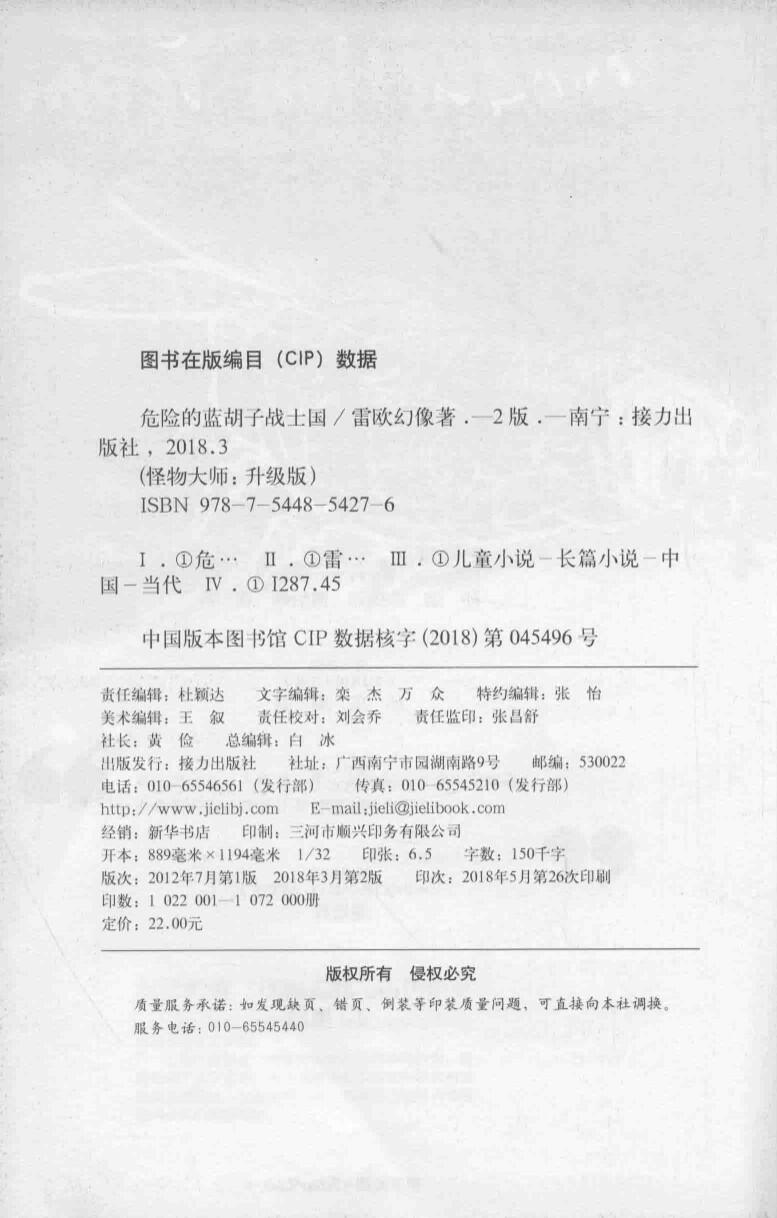 图书在版编目（CIP）数据
危险的蓝胡子战士国／雷欧幻像著．—2版．—南宁：接力出
版社，2018.3
(怪物大师：升级版)
ISBN 978-7-5448-5427-6
Ⅰ．①危… Ⅱ．①雷… Ⅲ．①儿童小说－长篇小说－中
国－当代 Ⅳ．①I287.45
中国版本图书馆CIP数据核字(2018)第045496号
责任编辑：杜颖达 文字编辑：栾 杰 万 众 特约编辑：张 怡
美术编辑：王 叙 责任校对：刘会乔 责任监印：张昌舒
社长：黄 俭 总编辑：白 冰
出版发行：接力出版社 社址：广西南宁市园湖南路9号 邮编：530022
电话：010-65546561（发行部） 传真：010-65545210（发行部）
http://www.jielibj.com E-mail:jieli@jielibook.com
经销：新华书店 印制：三河市顺兴印务有限公司
开本：889毫米×1194毫米 1/32 印张：6.5 字数：150千字
版次：2012年7月第1版 2018年3月第2版 印次：2018年5月第26次印刷
印数：1 022 001—1 072 000册
定价：22.00元
版权所有 侵权必究
质量服务承诺：如发现缺页、错页、倒装等印装质量问题，可直接向本社调换。
服务电话：010-65545440